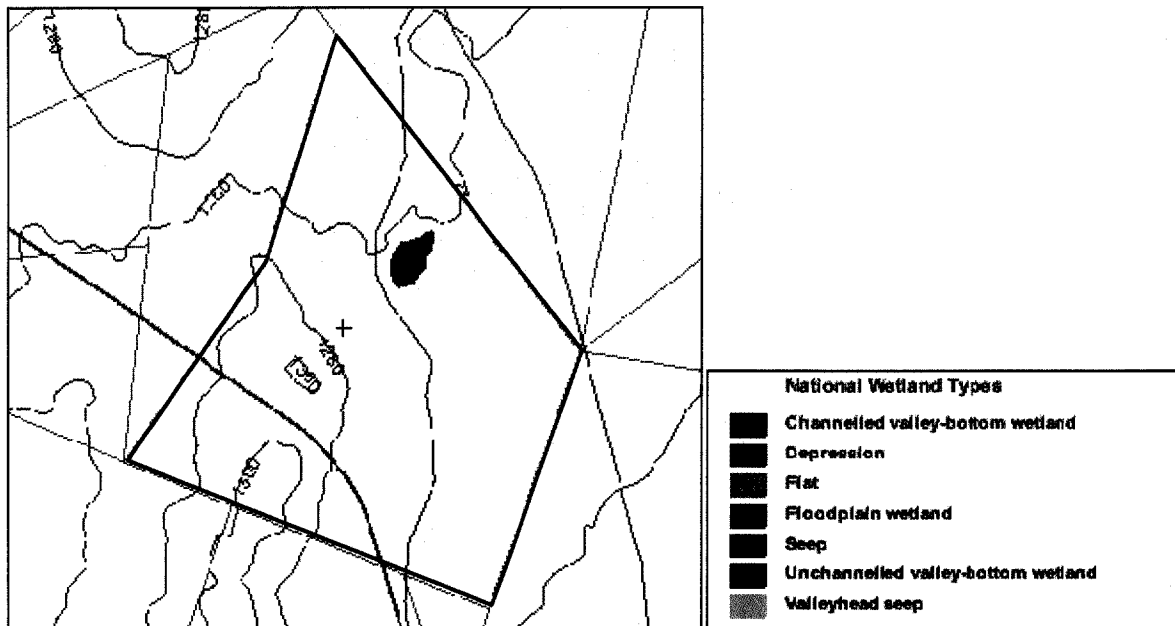 1280
1280
National Wetland Types
Channelled valley-bottom wetland
Depression
Flat
Floodplain wetland
Seep
Unchannelled valley-bottom wetland
Valleyhead seep